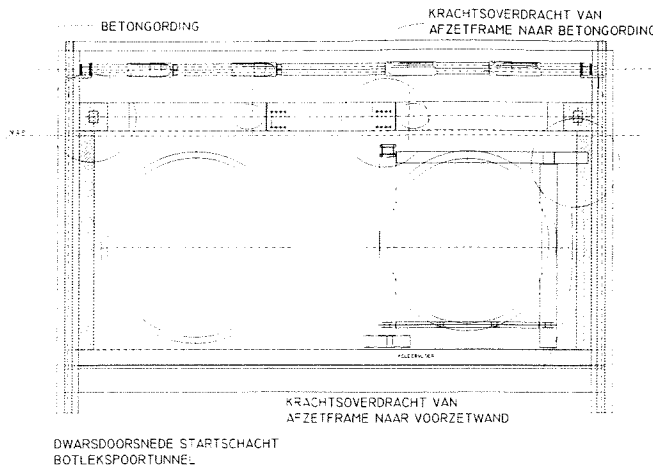 BETONGORDING
KRACHTSOVERDRACHT VAN
AFZETFRAME NAAR BETONGORDING
KRACHTSOVERDRACHT VAN
AFZETFRAME NAAR VOORZETWAND
DWARSDOORSNEDE STARTSCHACHT
BOTLEKSPOORTUNNEL